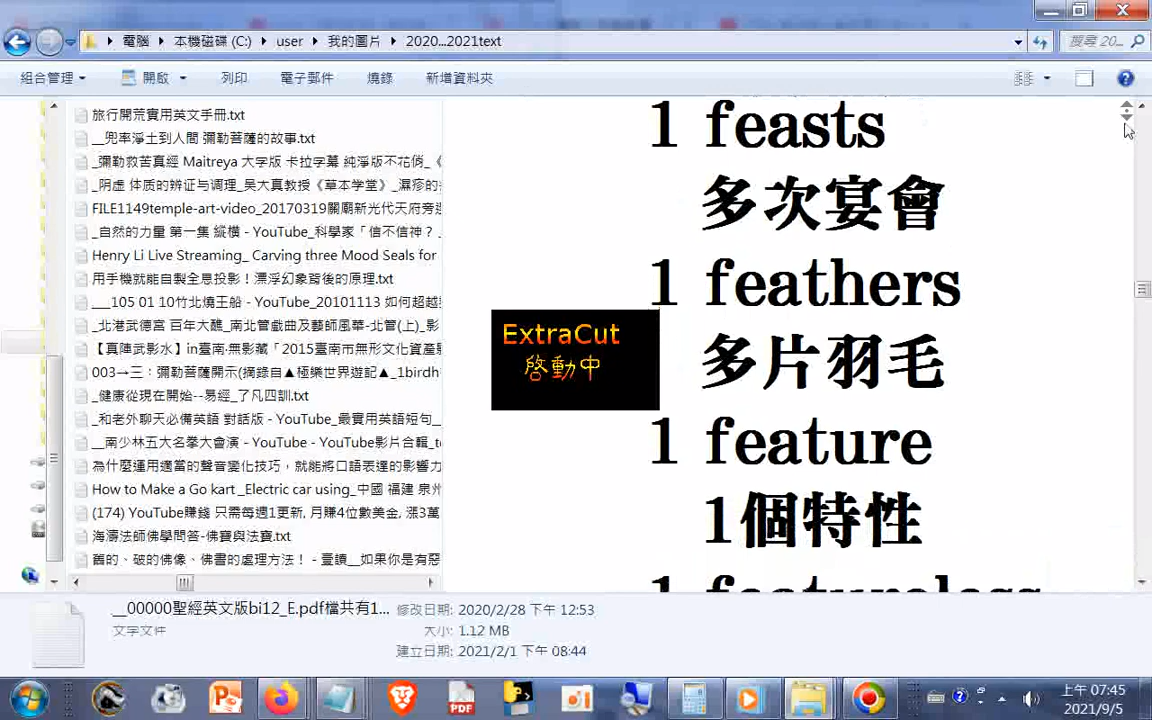 電腦 本機磁碟 (C:) user 我的圖片 2020...2021text
搜尋 20...
組合管理 開啟 列印 電子郵件 燒錄 新增資料夾
旅行開荒實用英文手冊.txt
__兜率淨土到人間 彌勒菩薩的故事.txt
_彌勒救苦真經 Maitreya 大字版 卡拉字幕 純淨版不花俏_《
_阴虚 体质的辨证与调理_吴大真教授《草本学堂》_濕疹的
FILE1149temple-art-video_20170319關廟新光代天府旁邊
_自然的力量 第一集 縱橫 - YouTube_科學家「信不信神？」
Henry Li Live Streaming_ Carving three Mood Seals for
用手機就能自製全息投影！漂浮幻象背後的原理.txt
___105 01 10竹北燒王船 - YouTube_20101113 如何超越
_北港武德宮 百年大醮_南北管戲曲及藝師風華-北管(上)_影
【真陣武影水】in臺南·無影藏「2015臺南市無形文化資產
003→三：彌勒菩薩開示(摘錄自▲極樂世界遊記▲_1birdh
_健康從現在開始--易經_了凡四訓.txt
_和老外聊天必備英語 對話版 - YouTube_最實用英語短句__
__南少林五大名拳大會演 - YouTube - YouTube影片合輯_to
為什麼運用適當的聲音變化技巧，就能將口語表達的影響力
How to Make a Go kart _Electric car using_中國 福建 泉州
(174) YouTube賺錢 只需每週1更新, 月賺4位數美金, 漲3萬
海濤法師佛學問答-佛寶與法寶.txt
舊的、破的佛像、佛書的處理方法！ - 壹讀__如果你是有惡
1 feasts
多次宴會
1 feathers
多片羽毛
1 feature
1個特性
1 featureless
ExtraCut
啟動中
__00000聖經英文版bi12_E.pdf檔共有1...
文字文件
修改日期: 2020/2/28 下午 12:53
大小: 1.12 MB
建立日期: 2021/2/1 下午 08:44
上午 07:45
2021/9/5